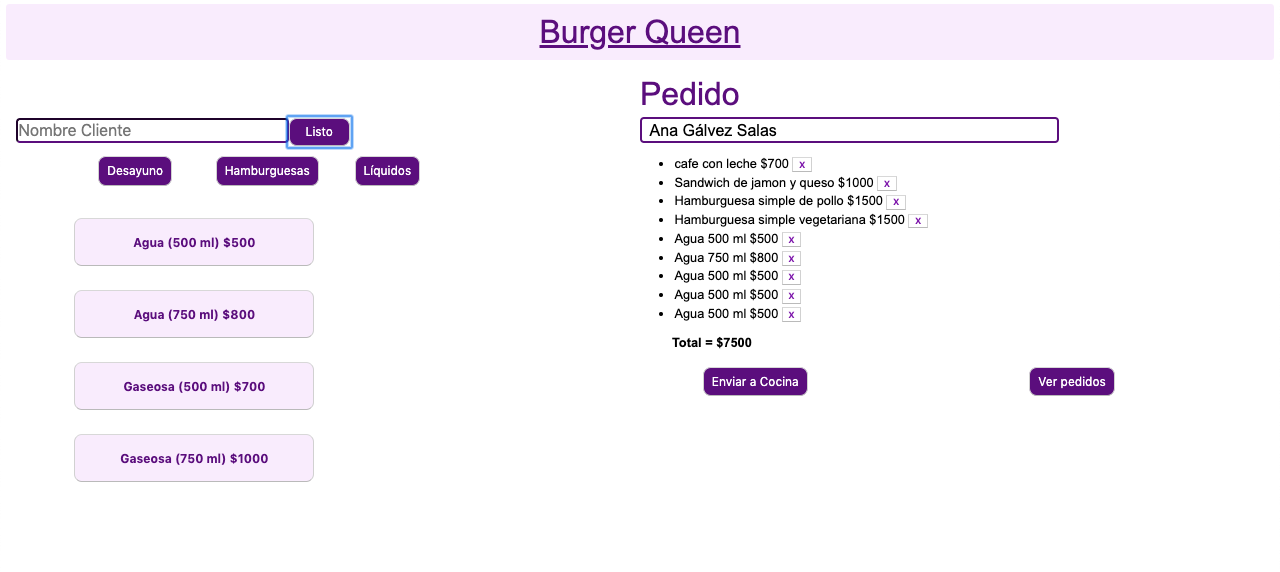 Burger Queen
Nombre Cliente
Listo
Desayuno
Hamburguesas
Líquidos
Agua (500 ml) $500
Agua (750 ml) $800
Gaseosa (500 ml) $700
Gaseosa (750 ml) $1000
Pedido
Ana Gálvez Salas
cafe con leche $700 x
Sandwich de jamon y queso $1000 x
Hamburguesa simple de pollo $1500 x
Hamburguesa simple vegetariana $1500 x
Agua 500 ml $500 x
Agua 750 ml $800 x
Agua 500 ml $500 x
Agua 500 ml $500 x
Agua 500 ml $500 x
Total = $7500
Enviar a Cocina
Ver pedidos